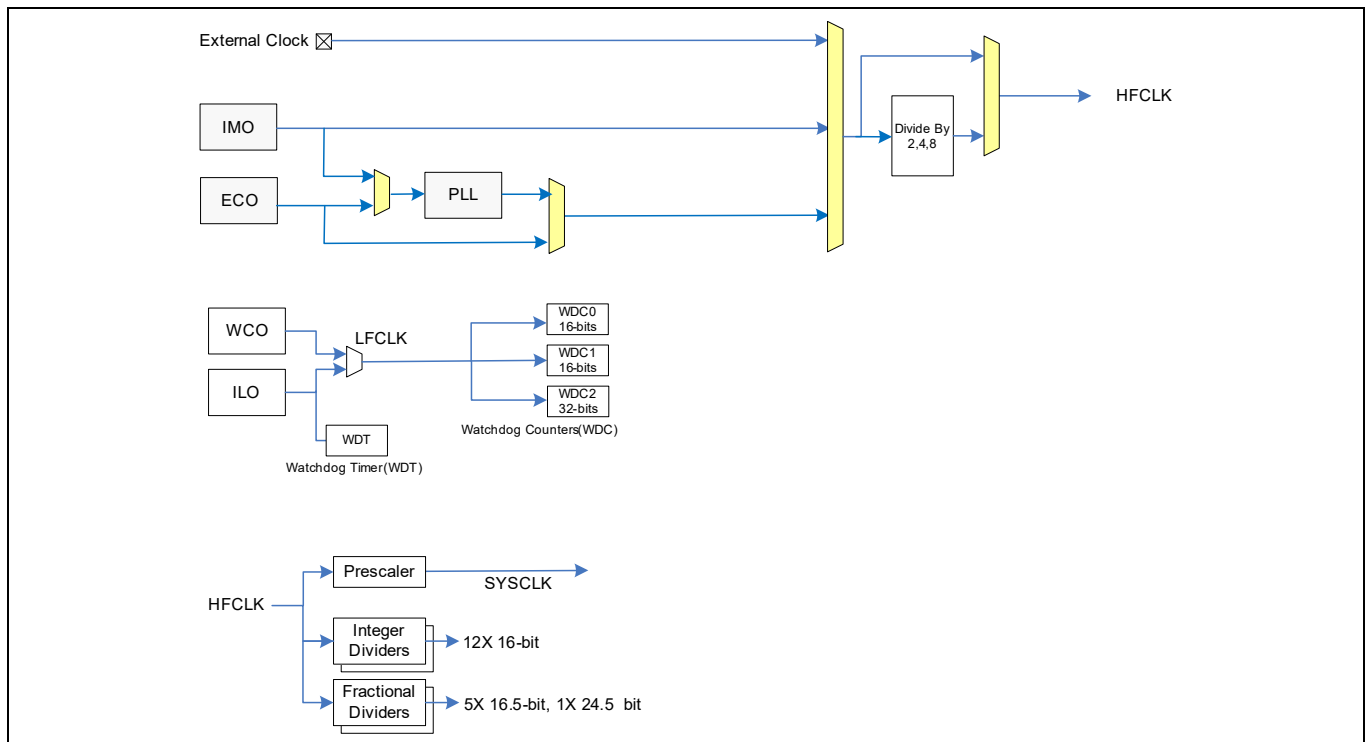 External Clock
HFCLK
IMO
Divide By
2,4,8
ECO
PLL
WDC0
16-bits
WCO
LFCLK
WDC1
16-bits
ILO
WDC2
32-bits
WDT
Watchdog Counters(WDC)
Watchdog Timer(WDT)
Prescaler
SYSCLK
HFCLK
Integer
Dividers
12X 16-bit
Fractional
Dividers
5X 16.5-bit, 1X 24.5 bit